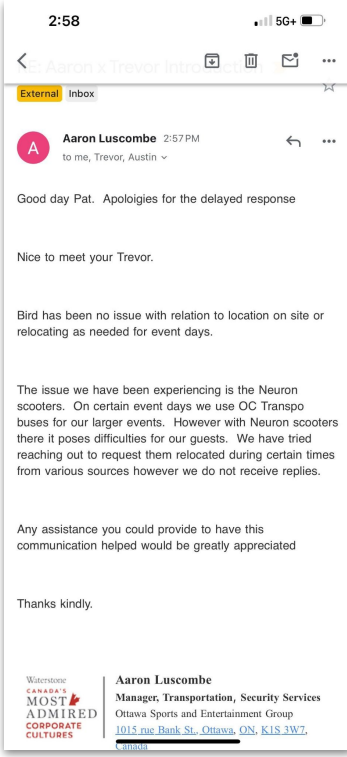 2:58
5G+
RE: Aaron x Trevor Introduction
External Inbox
A
Aaron Luscombe 2:57 PM
to me, Trevor, Austin
Good day Pat. Apoloigies for the delayed response
Nice to meet your Trevor.
Bird has been no issue with relation to location on site or
relocating as needed for event days.
The issue we have been experiencing is the Neuron
scooters. On certain event days we use OC Transpo
buses for our larger events. However with Neuron scooters
there it poses difficulties for our guests. We have tried
reaching out to request them relocated during certain times
from various sources however we do not receive replies.
Any assistance you could provide to have this
communication helped would be greatly appreciated
Thanks kindly.
Waterstone
CANADA'S
MOST
ADMIRED
CORPORATE
CULTURES
Aaron Luscombe
Manager, Transportation, Security Services
Ottawa Sports and Entertainment Group
1015 rue Bank St., Ottawa, ON, K1S 3W7,
Canada